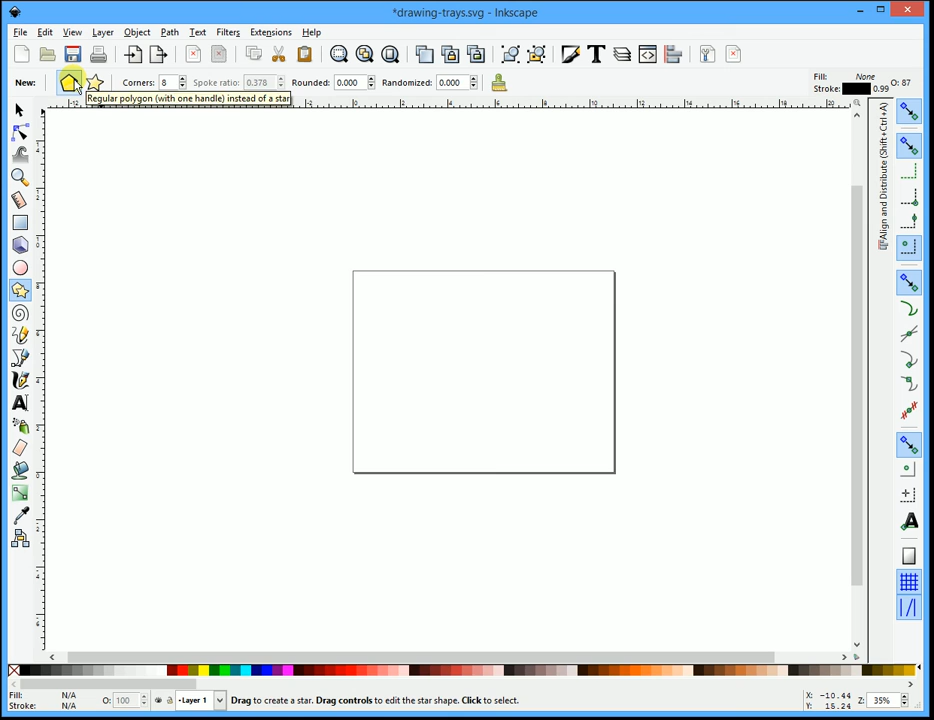 *drawing-trays.svg - Inkscape
File Edit View Layer Object Path Text Filters Extensions Help
New: Corners: 8 Spoke ratio: 0.378 Rounded: 0.000 Randomized: 0.000 Fill: None
Stroke: 0.99 O: 87
Regular polygon (with one handle) instead of a star
Align and Distribute (Shift+Ctrl+A)
Fill: N/A O: 100 Layer 1 Drag to create a star. Drag controls to edit the star shape. Click to select. X: -10.44 Z: 35%
Stroke: N/A Y: 15.24